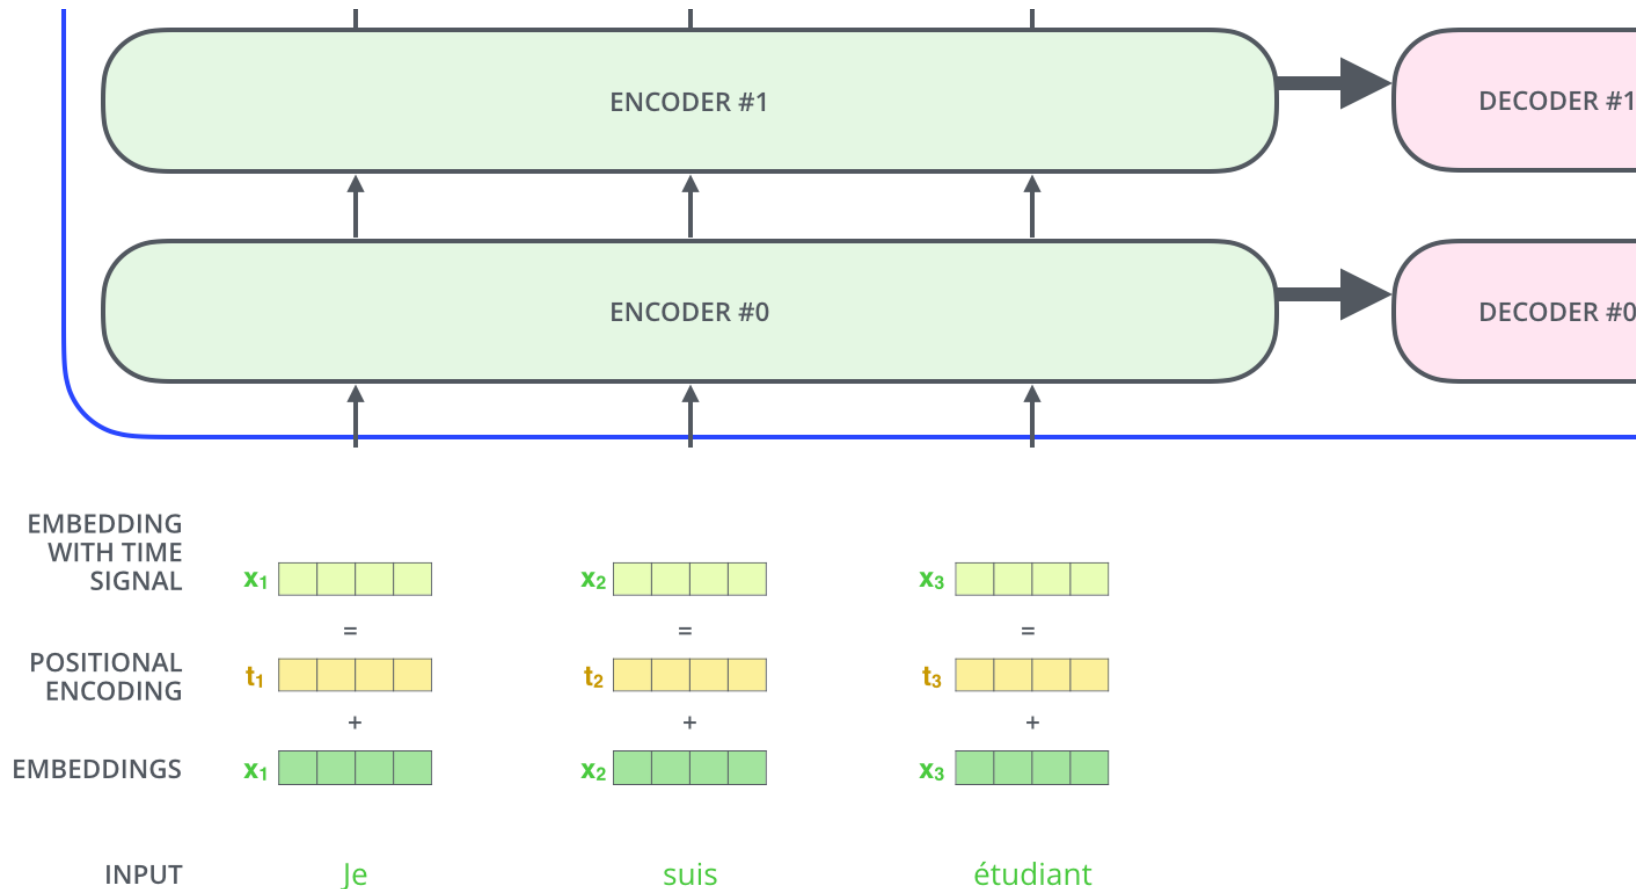 ENCODER #1
DECODER #1
ENCODER #0
DECODER #0
EMBEDDING
WITH TIME
SIGNAL
x₁
x₂
x₃
=
=
=
POSITIONAL
ENCODING
t₁
t₂
t₃
+
+
+
EMBEDDINGS
x₁
x₂
x₃
INPUT
Je
suis
étudiant